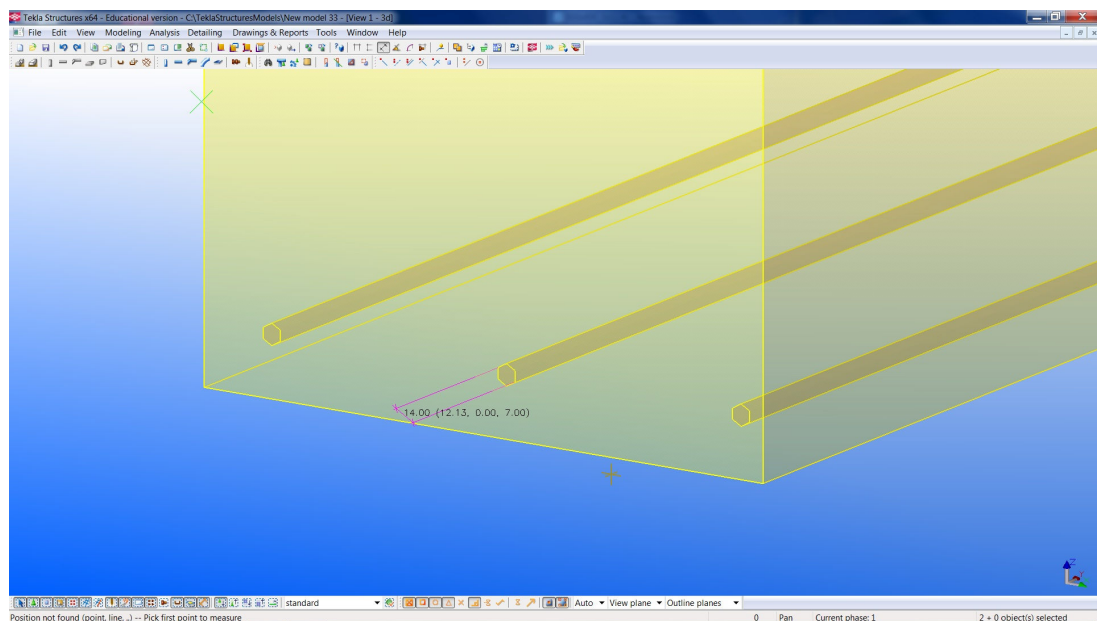 Tekla Structures x64 - Educational version - C:\TeklaStructuresModels\New model 33 - [View 1 - 3d]
File Edit View Modeling Analysis Detailing Drawings & Reports Tools Window Help
14.00 (12.13, 0.00, 7.00)
Z
standard Auto View plane Outline planes
Position not found (point, line, ..) -- Pick first point to measure 0 Pan Current phase: 1 2 + 0 object(s) selected